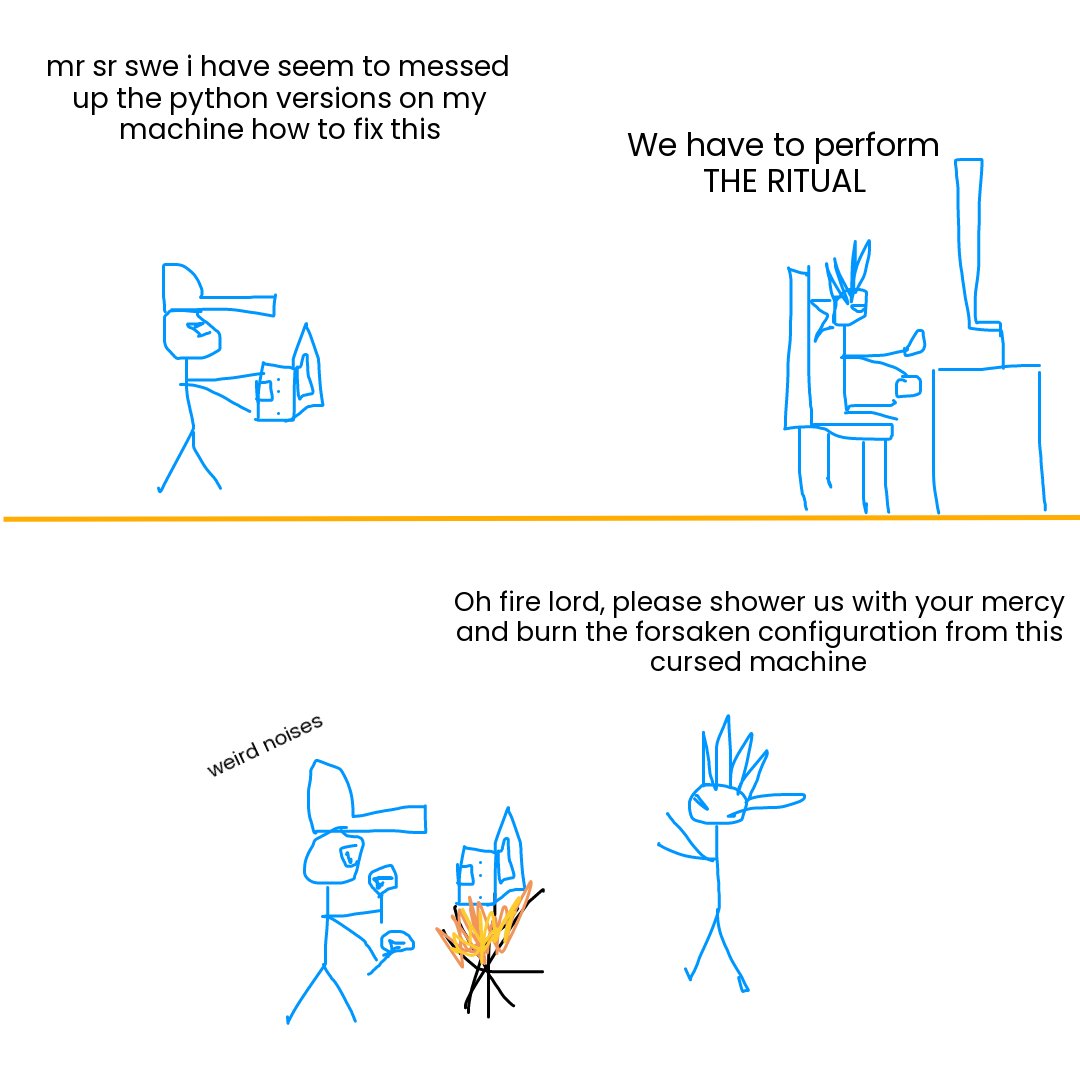 mr sr swe i have seem to messed
up the python versions on my
machine how to fix this
We have to perform
THE RITUAL
Oh fire lord, please shower us with your mercy
and burn the forsaken configuration from this
cursed machine
weird noises